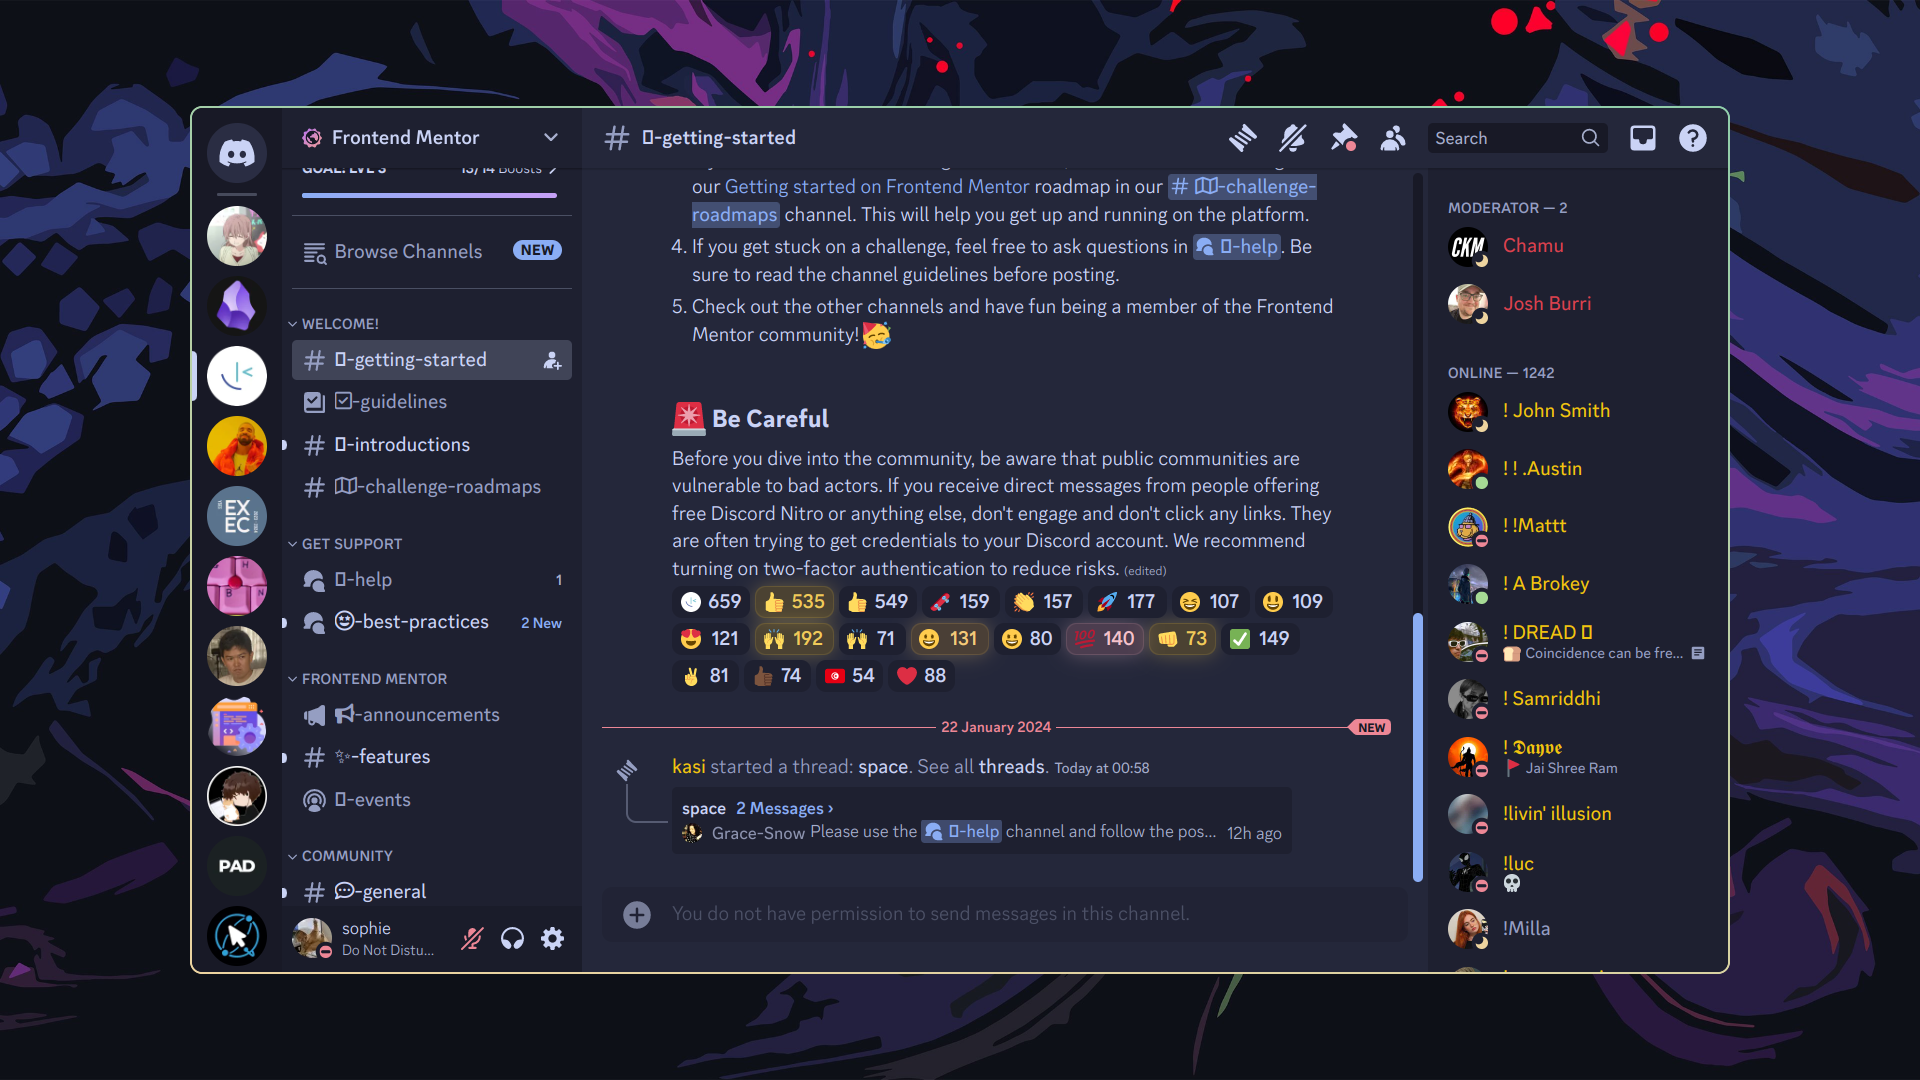 Frontend Mentor
GOAL: LVL 3
13/14 Boosts
Browse Channels
NEW
WELCOME!
-getting-started
-guidelines
-introductions
-challenge-roadmaps
GET SUPPORT
-help
1
-best-practices
2 New
FRONTEND MENTOR
-announcements
-features
-events
COMMUNITY
-general
EX
EC
B
H
N
PAD
sophie
Do Not Distu...
# -getting-started
Search
our Getting started on Frontend Mentor roadmap in our # -challenge-
roadmaps channel. This will help you get up and running on the platform.
4. If you get stuck on a challenge, feel free to ask questions in -help. Be
sure to read the channel guidelines before posting.
5. Check out the other channels and have fun being a member of the Frontend
Mentor community! 🥳
🚨 Be Careful
Before you dive into the community, be aware that public communities are
vulnerable to bad actors. If you receive direct messages from people offering
free Discord Nitro or anything else, don't engage and don't click any links. They
are often trying to get credentials to your Discord account. We recommend
turning on two-factor authentication to reduce risks. (edited)
659 535 549 159 157 177 107 109
121 192 71 131 80 140 73 149
81 74 54 88
22 January 2024
NEW
kasi started a thread: space. See all threads. Today at 00:58
space 2 Messages ›
Grace-Snow Please use the -help channel and follow the pos... 12h ago
You do not have permission to send messages in this channel.
MODERATOR — 2
CKM
Chamu
Josh Burri
ONLINE — 1242
! John Smith
! ! .Austin
! !Mattt
! A Brokey
! DREAD
Coincidence can be fre...
! Samriddhi
! 𝕯𝖆𝖞𝖛𝖊
Jai Shree Ram
!livin' illusion
!luc
!Milla